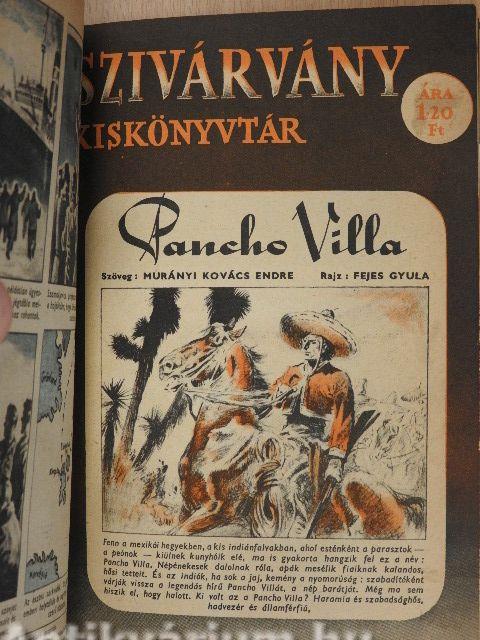 SZIVÁRVÁNY
KISKÖNYVTÁR
ÁRA
1·20
Ft
Pancho Villa
Szöveg: MURÁNYI KOVÁCS ENDRE Rajz: FEJES GYULA
Fenn a mexikói hegyekben, a kis indiánfalvakban, ahol esténként a parasztok —
a peónok — kiülnek kunyhóik elé, ma is gyakorta hangzik fel ez a név:
Pancho Villa. Népénekesek dalolnak róla, apák mesélik fiaiknak kalandos,
hősi tetteit. És az indiók, ha sok a jaj, kemény a nyomorúság: szabadítóként
várják vissza a legendás hírű Pancho Villát, a nép barátját. Még ma sem
hiszik el, hogy halott. Ki volt az a Pancho Villa? Haramia és szabadsághős,
hadvezér és államférfiú,